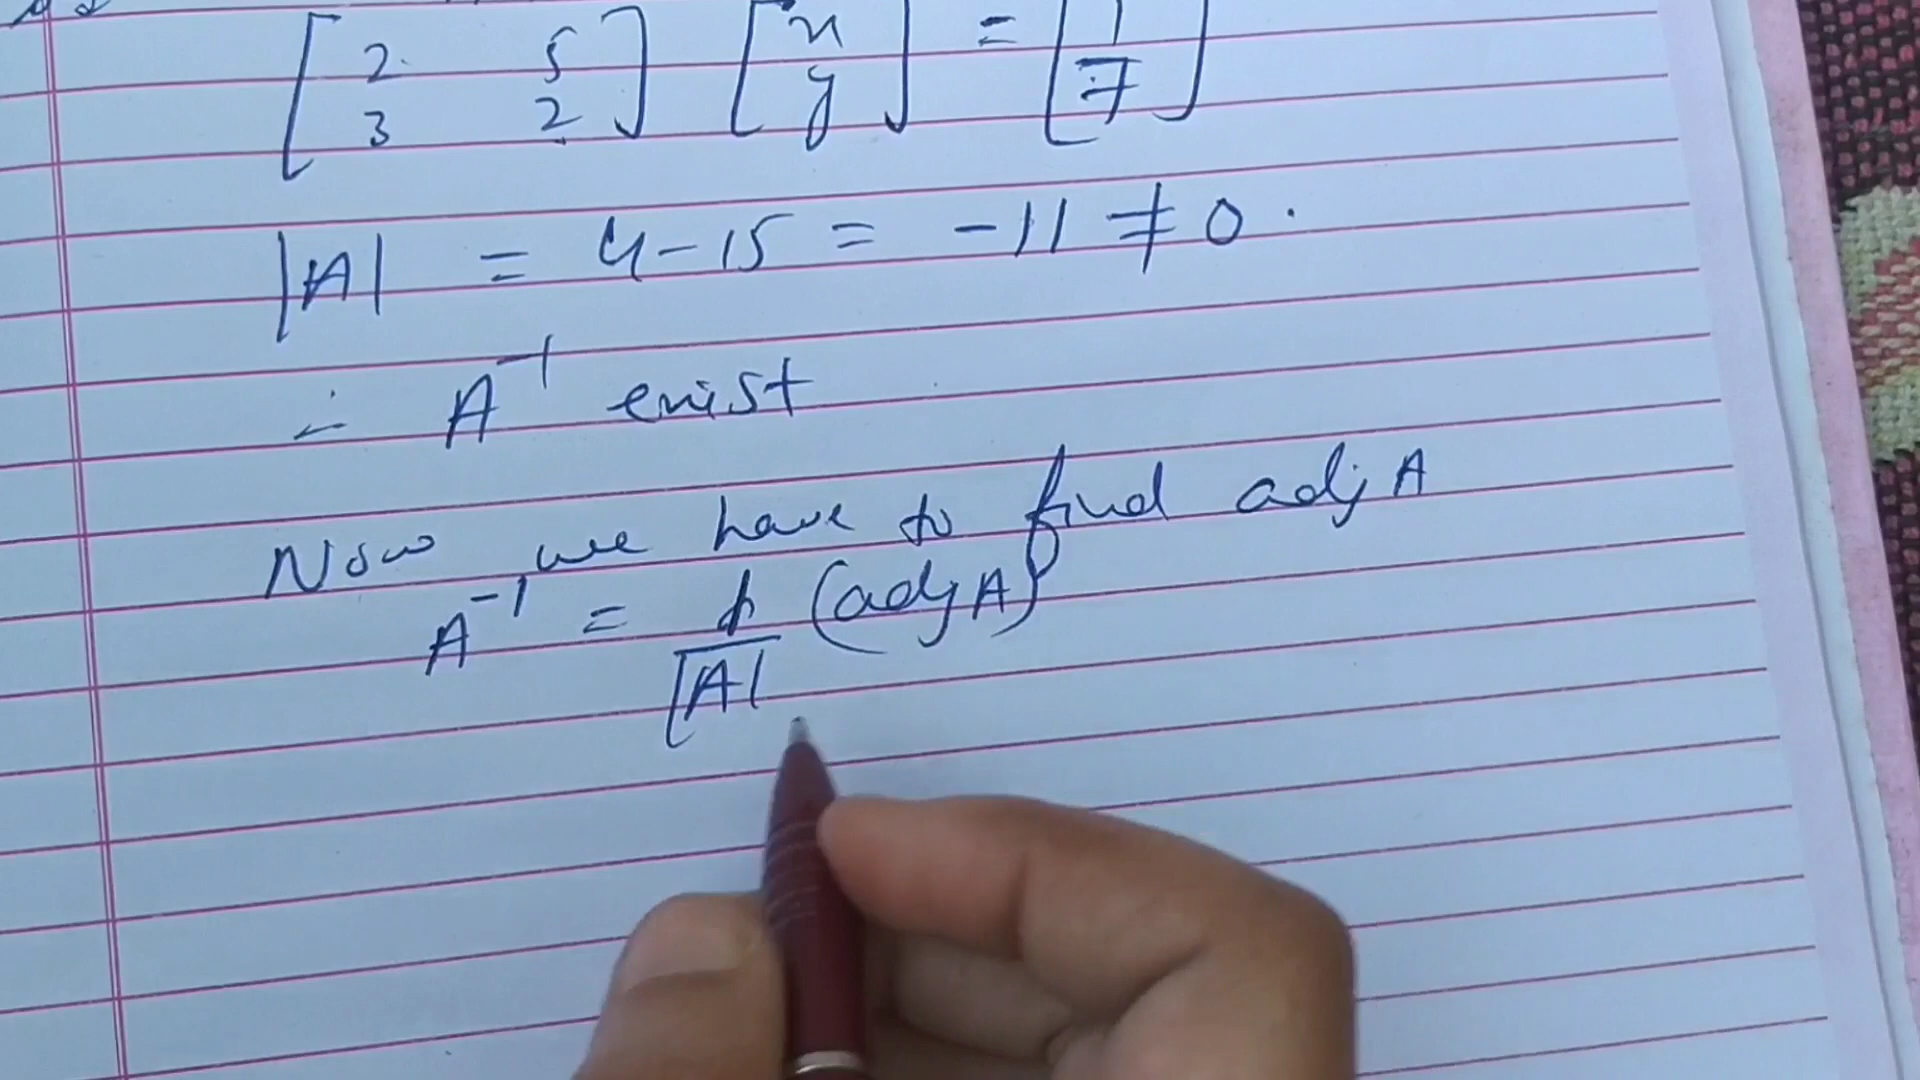 [ 2 5 ] [ x ] = [ 1 ]
[ 3 2 ] [ y ] [ 7 ]
|A| = 4-15 = -11 ≠ 0.
∴ A⁻¹ exist
Now, we have to find adj A
A⁻¹ = 1/|A| (adj A)